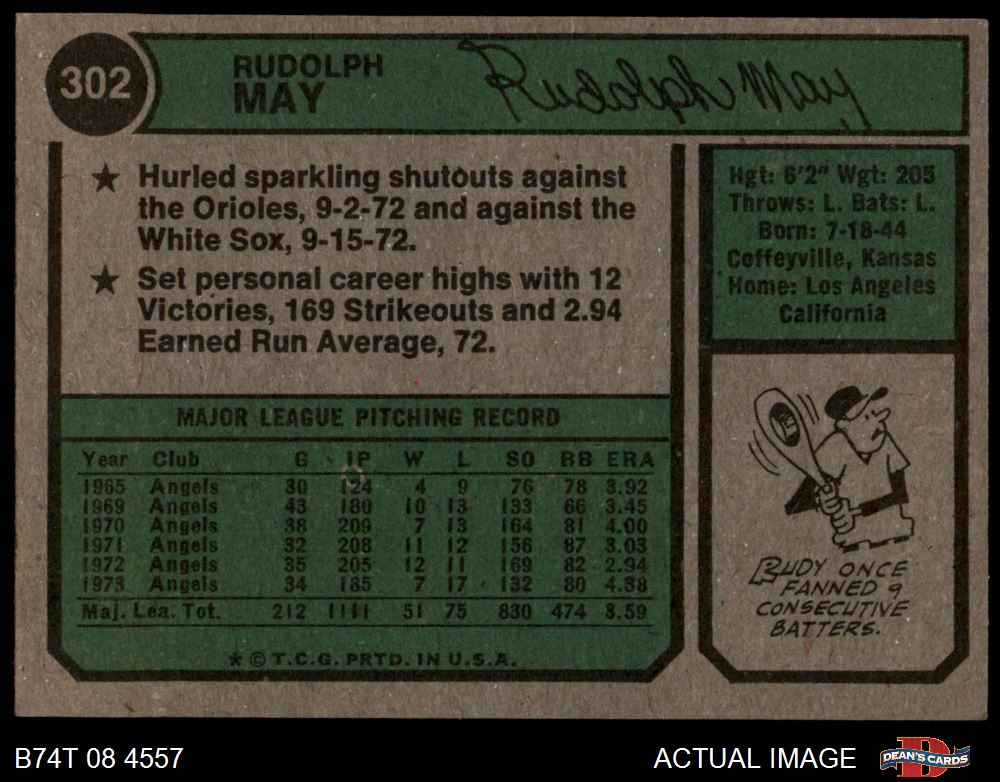 302
RUDOLPH
MAY
Rudolph May
★ Hurled sparkling shutouts against
the Orioles, 9-2-72 and against the
White Sox, 9-15-72.
★ Set personal career highs with 12
Victories, 169 Strikeouts and 2.94
Earned Run Average, 72.
Hgt: 6'2" Wgt: 205
Throws: L. Bats: L.
Born: 7-18-44
Coffeyville, Kansas
Home: Los Angeles
California
MAJOR LEAGUE PITCHING RECORD
Year Club G IP W L SO BB ERA
1965 Angels 30 124 4 9 76 78 3.92
1969 Angels 43 180 10 13 133 66 3.45
1970 Angels 38 209 7 13 164 81 4.00
1971 Angels 32 208 11 12 156 87 3.03
1972 Angels 35 205 12 11 169 82 2.94
1973 Angels 34 185 7 17 132 80 4.38
Maj. Lea. Tot. 212 1111 51 75 830 474 3.59
★ © T.C.G. PRTD. IN U.S.A.
RUDY ONCE
FANNED 9
CONSECUTIVE
BATTERS.
B74T 08 4557
ACTUAL IMAGE
DEAN'S CARDS